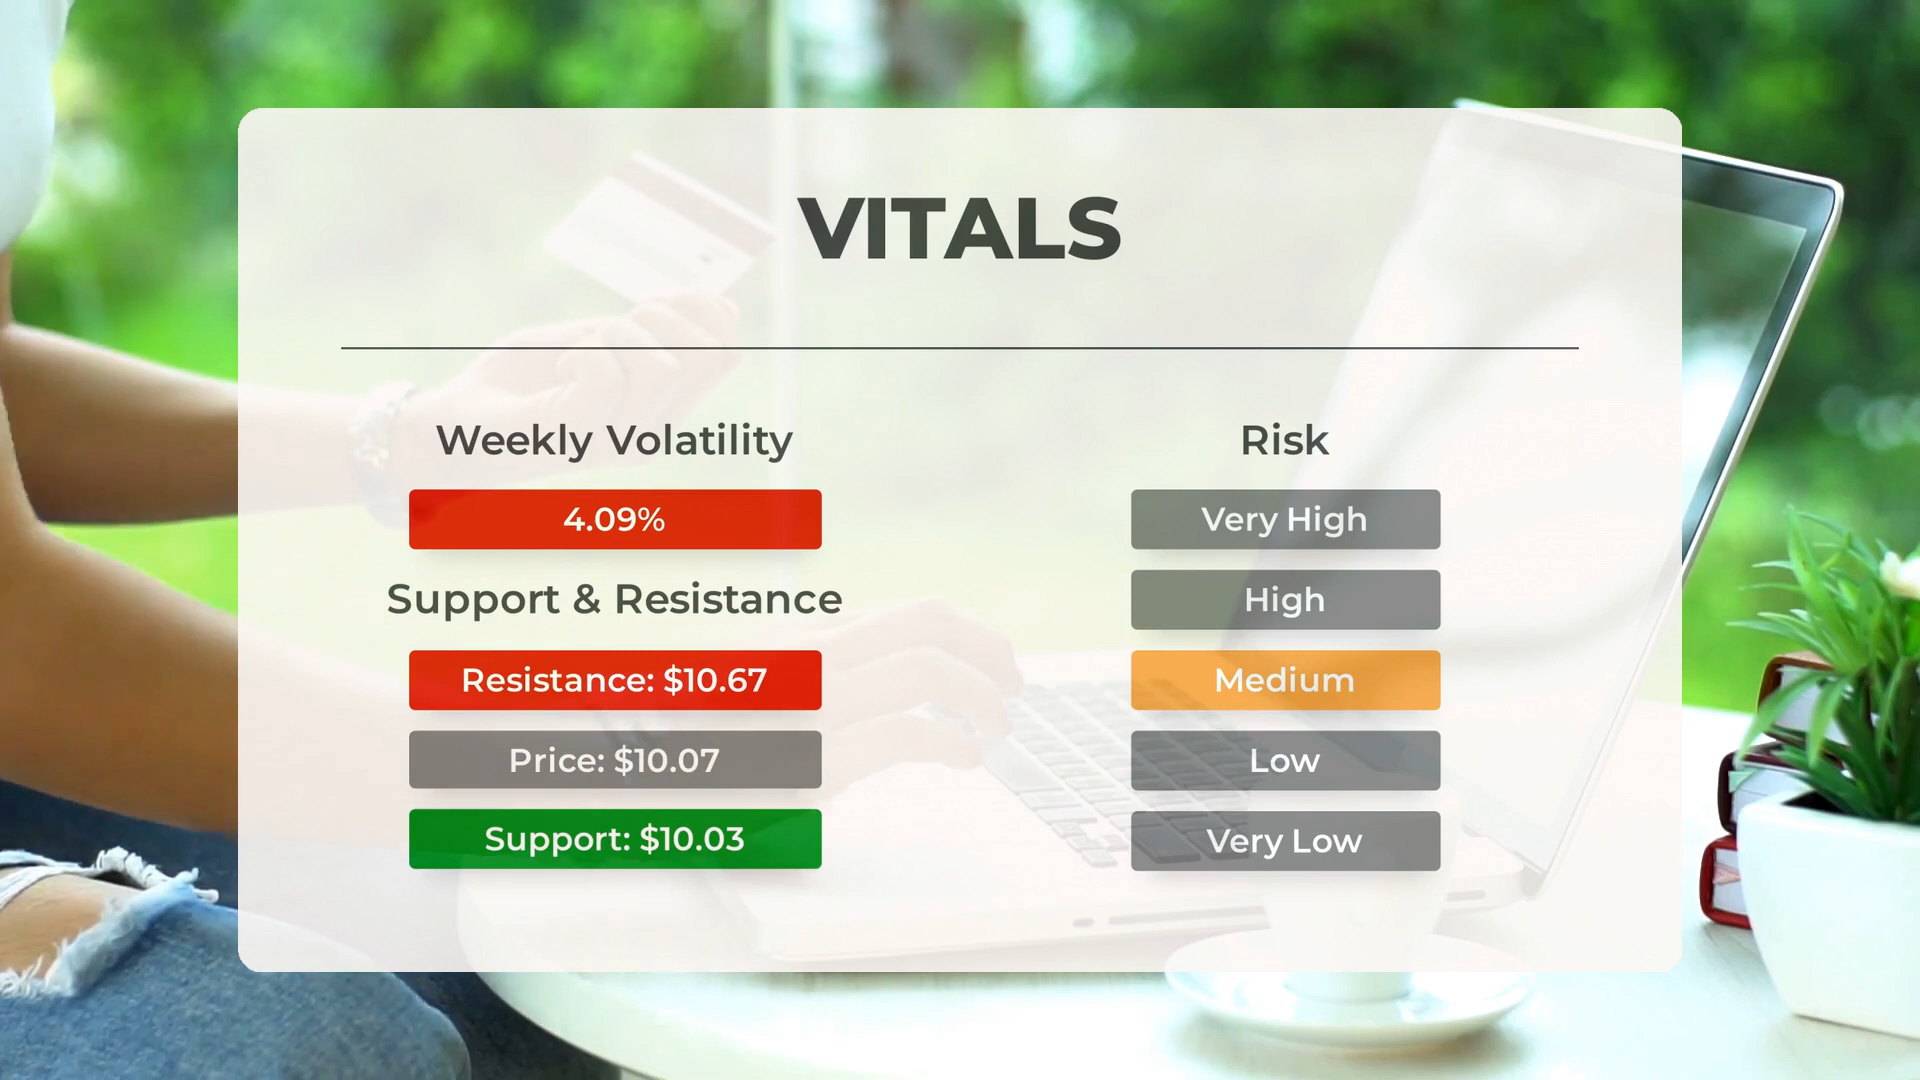 VITALS
Weekly Volatility
4.09%
Support & Resistance
Resistance: $10.67
Price: $10.07
Support: $10.03
Risk
Very High
High
Medium
Low
Very Low